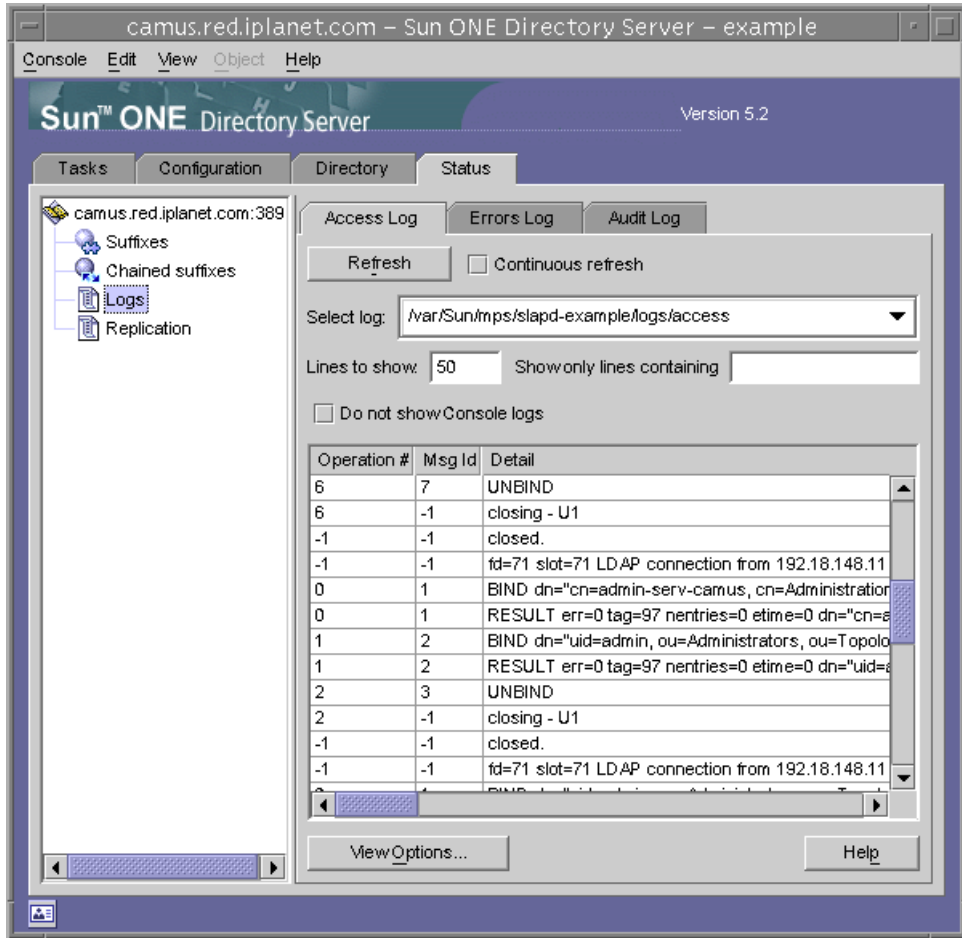 camus.red.iplanet.com – Sun ONE Directory Server – example
Console Edit View Object Help
Sun™ ONE Directory Server
Version 5.2
Tasks Configuration Directory Status
camus.red.iplanet.com:389
Suffixes
Chained suffixes
Logs
Replication
Access Log Errors Log Audit Log
Refresh Continuous refresh
Select log: /var/Sun/mps/slapd-example/logs/access
Lines to show: 50 Show only lines containing
Do not show Console logs
Operation # Msg Id Detail
6 7 UNBIND
6 -1 closing - U1
-1 -1 closed.
-1 -1 fd=71 slot=71 LDAP connection from 192.18.148.11
0 1 BIND dn="cn=admin-serv-camus, cn=Administration
0 1 RESULT err=0 tag=97 nentries=0 etime=0 dn="cn=a
1 2 BIND dn="uid=admin, ou=Administrators, ou=Topolo
1 2 RESULT err=0 tag=97 nentries=0 etime=0 dn="uid=a
2 3 UNBIND
2 -1 closing - U1
-1 -1 closed.
-1 -1 fd=71 slot=71 LDAP connection from 192.18.148.11
View Options... Help